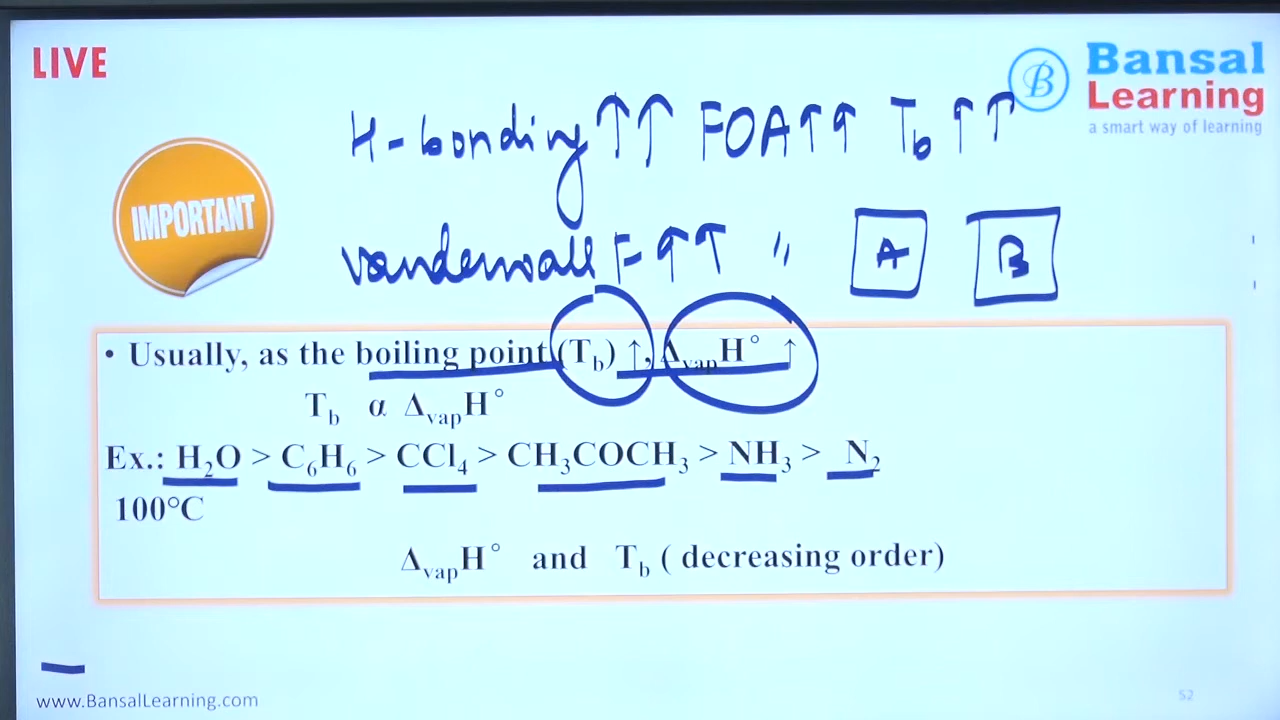 LIVE
Bansal
Learning
a smart way of learning
H-bonding ↑↑ FOA↑↑ Tb ↑↑
IMPORTANT
vanderwall F↑↑ " A B
• Usually, as the boiling point (Tb) ↑, ΔvapH° ↑
Tb α ΔvapH°
Ex.: H₂O > C₆H₆ > CCl₄ > CH₃COCH₃ > NH₃ > N₂
100°C
ΔvapH° and Tb ( decreasing order)
www.BansalLearning.com
52